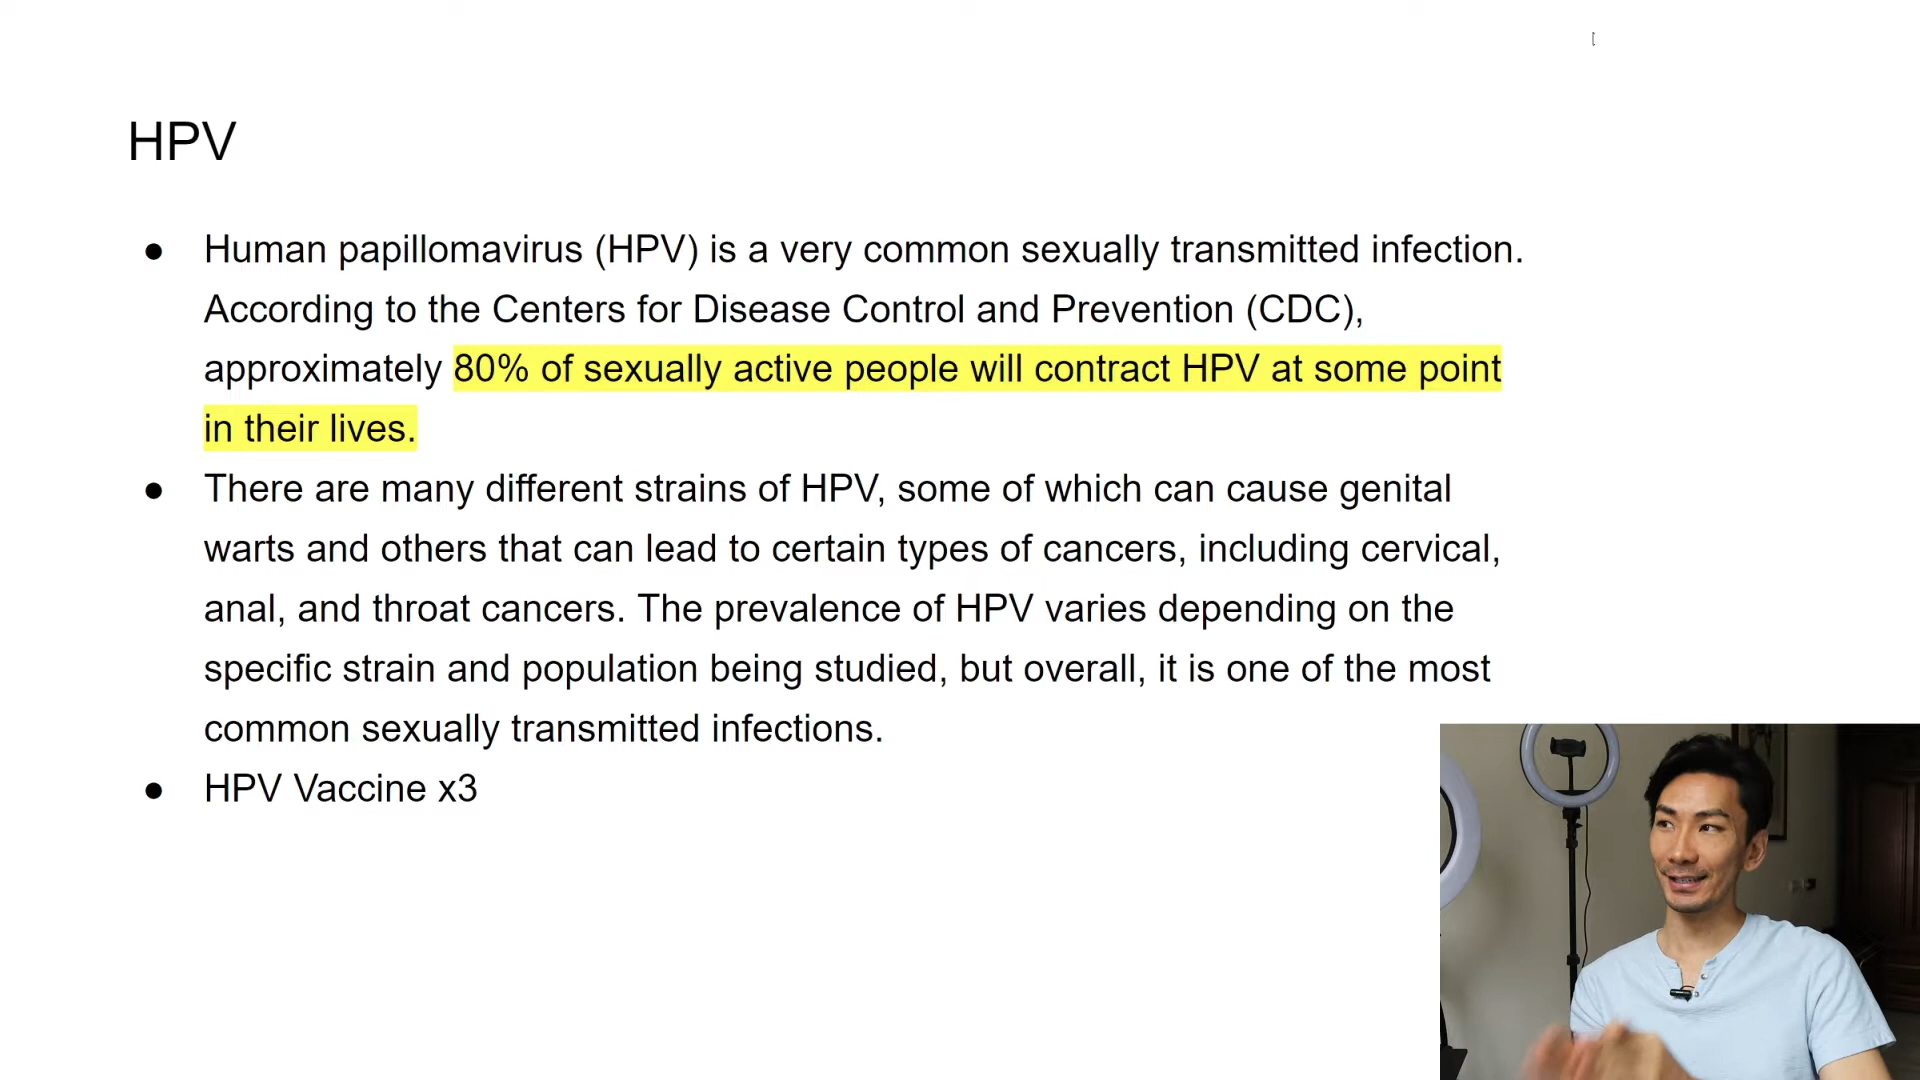 HPV
● Human papillomavirus (HPV) is a very common sexually transmitted infection.
According to the Centers for Disease Control and Prevention (CDC),
approximately 80% of sexually active people will contract HPV at some point
in their lives.
● There are many different strains of HPV, some of which can cause genital
warts and others that can lead to certain types of cancers, including cervical,
anal, and throat cancers. The prevalence of HPV varies depending on the
specific strain and population being studied, but overall, it is one of the most
common sexually transmitted infections.
● HPV Vaccine x3